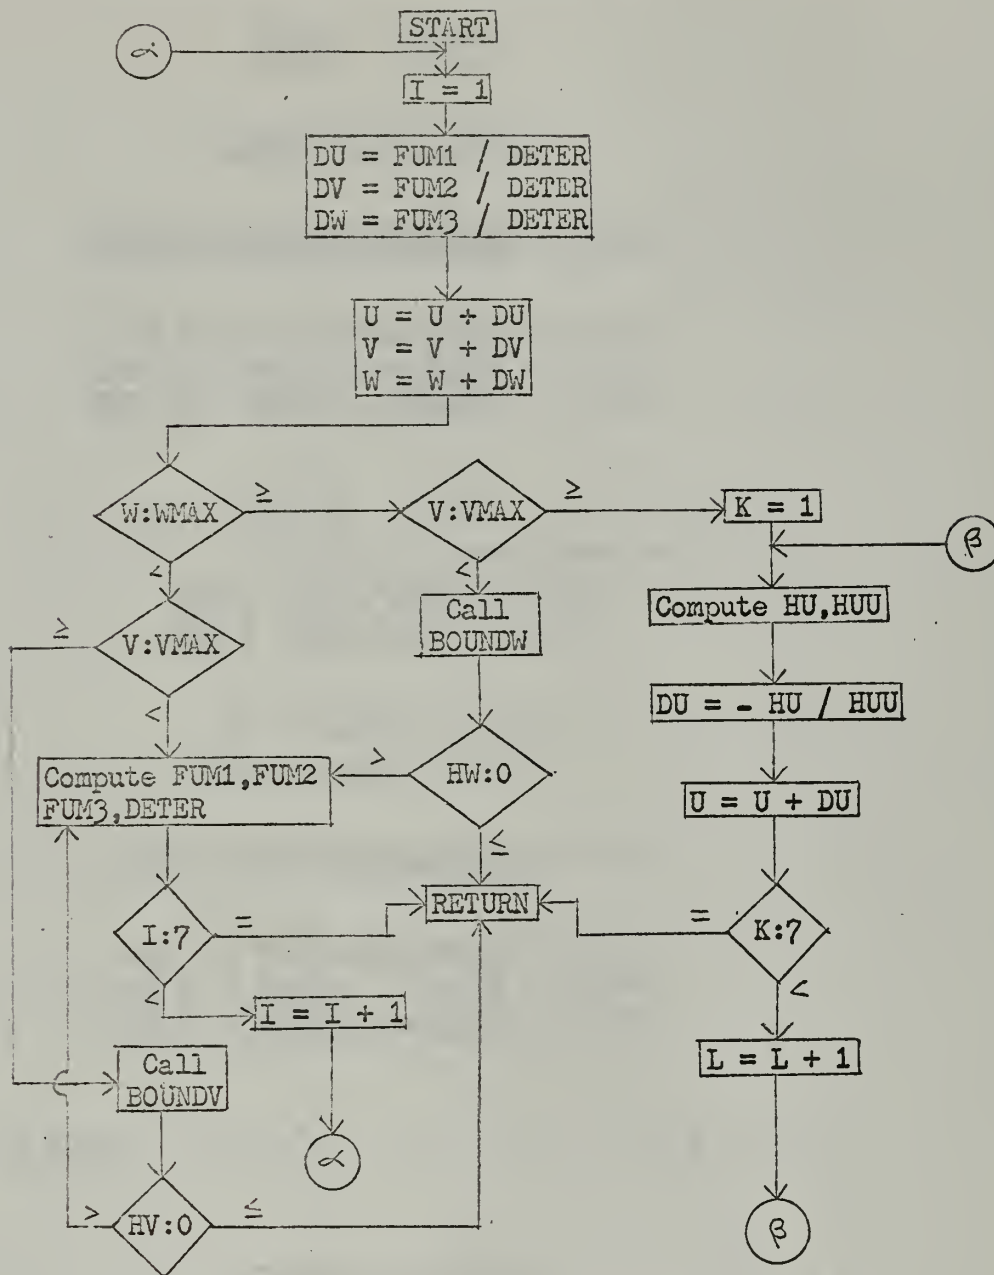 START
α
I = 1
DU = FUM1 / DETER
DV = FUM2 / DETER
DW = FUM3 / DETER
U = U + DU
V = V + DV
W = W + DW
W:WMAX
≥
<
V:VMAX
≥
<
K = 1
β
V:VMAX
≥
<
Call
BOUNDW
Compute HU,HUU
DU = - HU / HUU
Compute FUM1,FUM2
FUM3,DETER
HW:0
>
≤
U = U + DU
I:7
=
<
RETURN
K:7
=
<
I = I + 1
L = L + 1
Call
BOUNDV
α
HV:0
>
≤
β